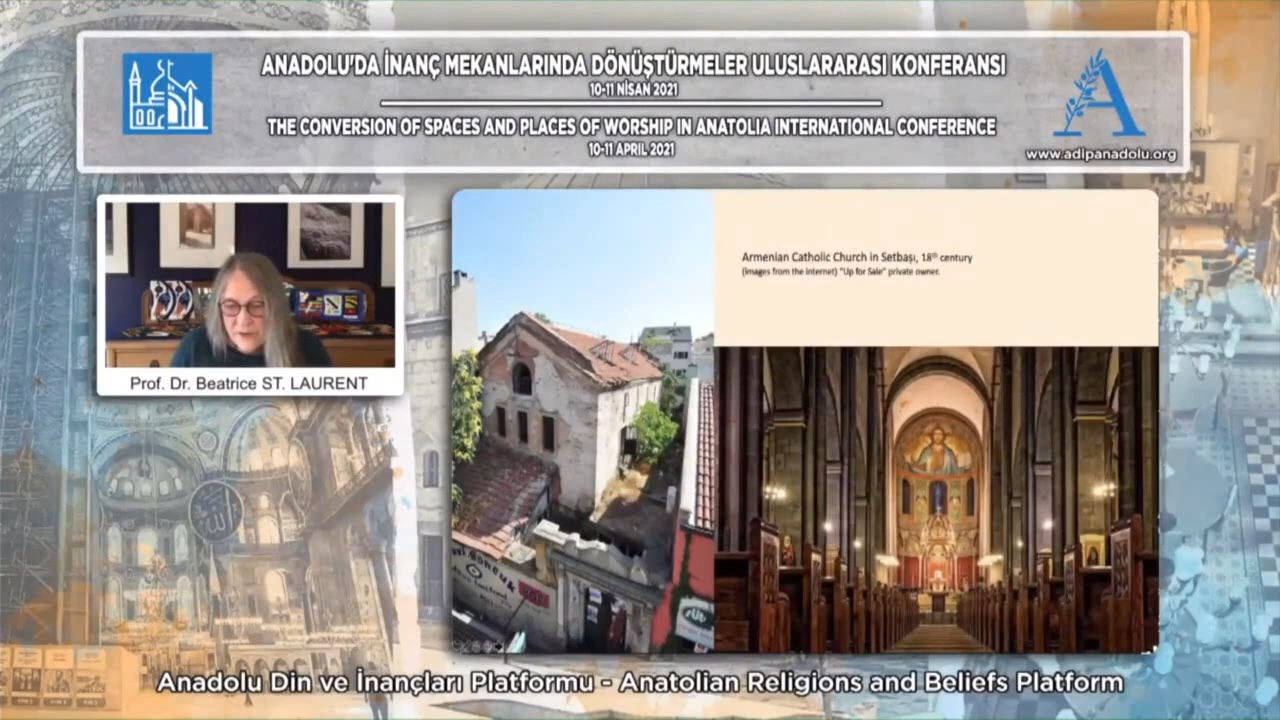 ANADOLU'DA İNANÇ MEKANLARINDA DÖNÜŞTÜRMELER ULUSLARARASI KONFERANSI
10-11 NİSAN 2021
THE CONVERSION OF SPACES AND PLACES OF WORSHIP IN ANATOLIA INTERNATIONAL CONFERENCE
10-11 APRIL 2021
www.adipanadolu.org
Armenian Catholic Church in Setbaşı, 18th century
(images from the internet) "Up for Sale" private owner.
Prof. Dr. Beatrice ST. LAURENT
Anadolu Din ve İnançları Platformu - Anatolian Religions and Beliefs Platform